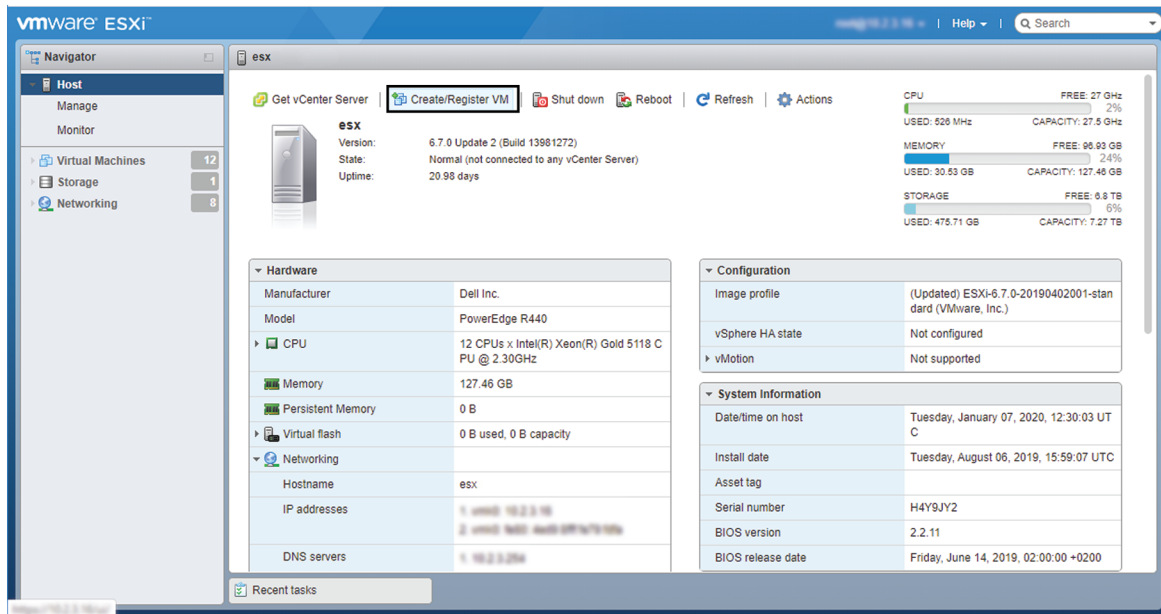 vmware ESXi™
Help
Search
Navigator
Host
Manage
Monitor
Virtual Machines 12
Storage 1
Networking 8
esx
Get vCenter Server
Create/Register VM
Shut down
Reboot
Refresh
Actions
esx
Version: 6.7.0 Update 2 (Build 13981272)
State: Normal (not connected to any vCenter Server)
Uptime: 20.98 days
CPU FREE: 27 GHz
2%
USED: 526 MHz CAPACITY: 27.5 GHz
MEMORY FREE: 96.93 GB
24%
USED: 30.53 GB CAPACITY: 127.46 GB
STORAGE FREE: 6.8 TB
6%
USED: 475.71 GB CAPACITY: 7.27 TB
Hardware
Manufacturer Dell Inc.
Model PowerEdge R440
CPU 12 CPUs x Intel(R) Xeon(R) Gold 5118 C
PU @ 2.30GHz
Memory 127.46 GB
Persistent Memory 0 B
Virtual flash 0 B used, 0 B capacity
Networking
Hostname esx
IP addresses
DNS servers
Configuration
Image profile (Updated) ESXi-6.7.0-20190402001-stan
dard (VMware, Inc.)
vSphere HA state Not configured
vMotion Not supported
System Information
Date/time on host Tuesday, January 07, 2020, 12:30:03 UT
C
Install date Tuesday, August 06, 2019, 15:59:07 UTC
Asset tag
Serial number H4Y9JY2
BIOS version 2.2.11
BIOS release date Friday, June 14, 2019, 02:00:00 +0200
Recent tasks